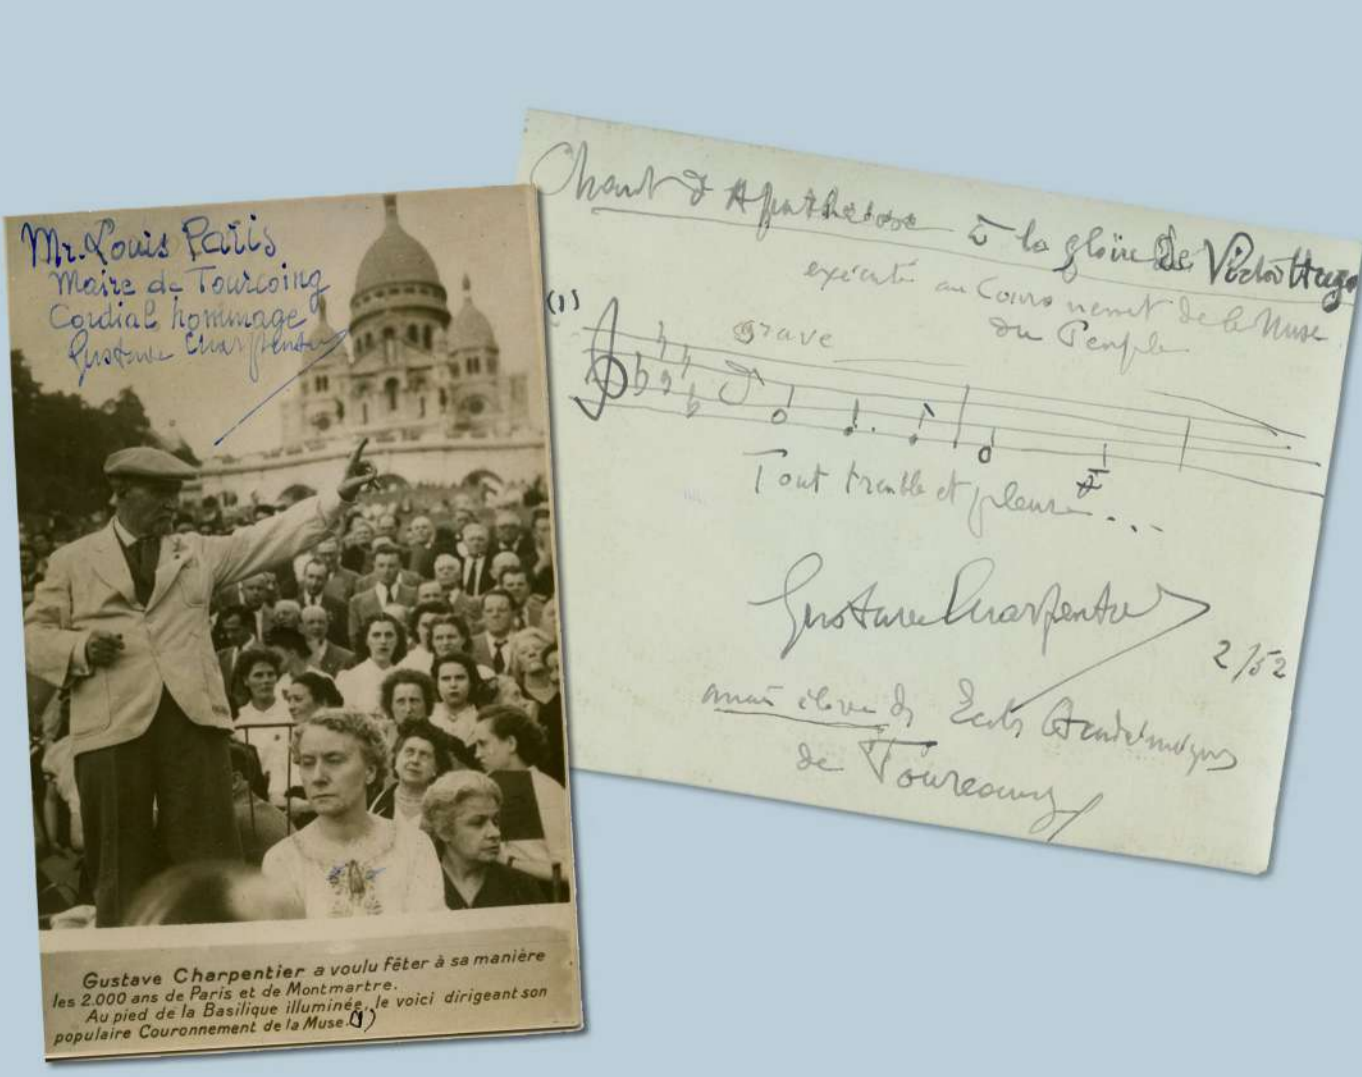 Mr. Louis Paris
Maire de Tourcoing
Cordial hommage
Gustave Charpentier
Gustave Charpentier a voulu fêter à sa manière
les 2.000 ans de Paris et de Montmartre.
Au pied de la Basilique illuminée, le voici dirigeant son
populaire Couronnement de la Muse. (1)
Chant d'Apothéose à la gloire de Victor Hugo
exécuté au Couronnement de la Muse
du Peuple
(1)
grave
Tout tremble et pleure...
Gustave Charpentier
2/52
élève des Ecoles Académiques
de Tourcoing